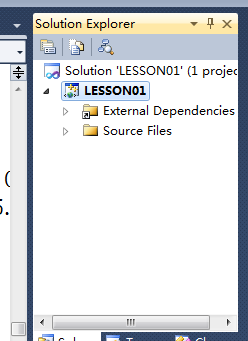 Solution Explorer
Solution 'LESSON01' (1 projec
LESSON01
External Dependencies
Source Files